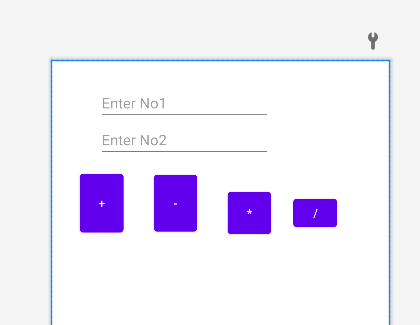 Enter No1
Enter No2
+ - * /